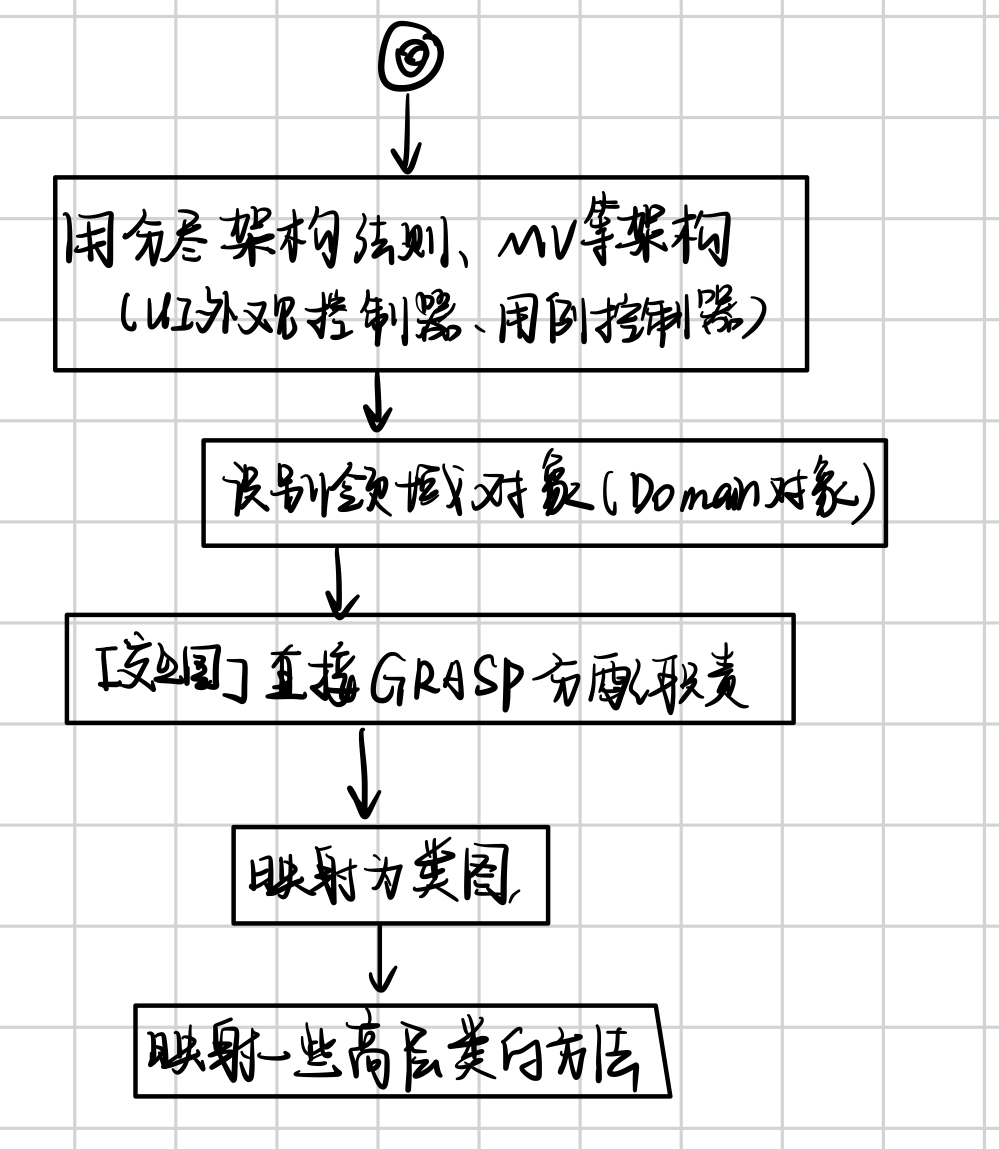 用分层架构法则、MV等架构
(UI外观控制器、用例控制器)
识别领域对象(Domain对象)
[交互图]直接GRASP分配职责
映射为类图
映射一些高层类的方法